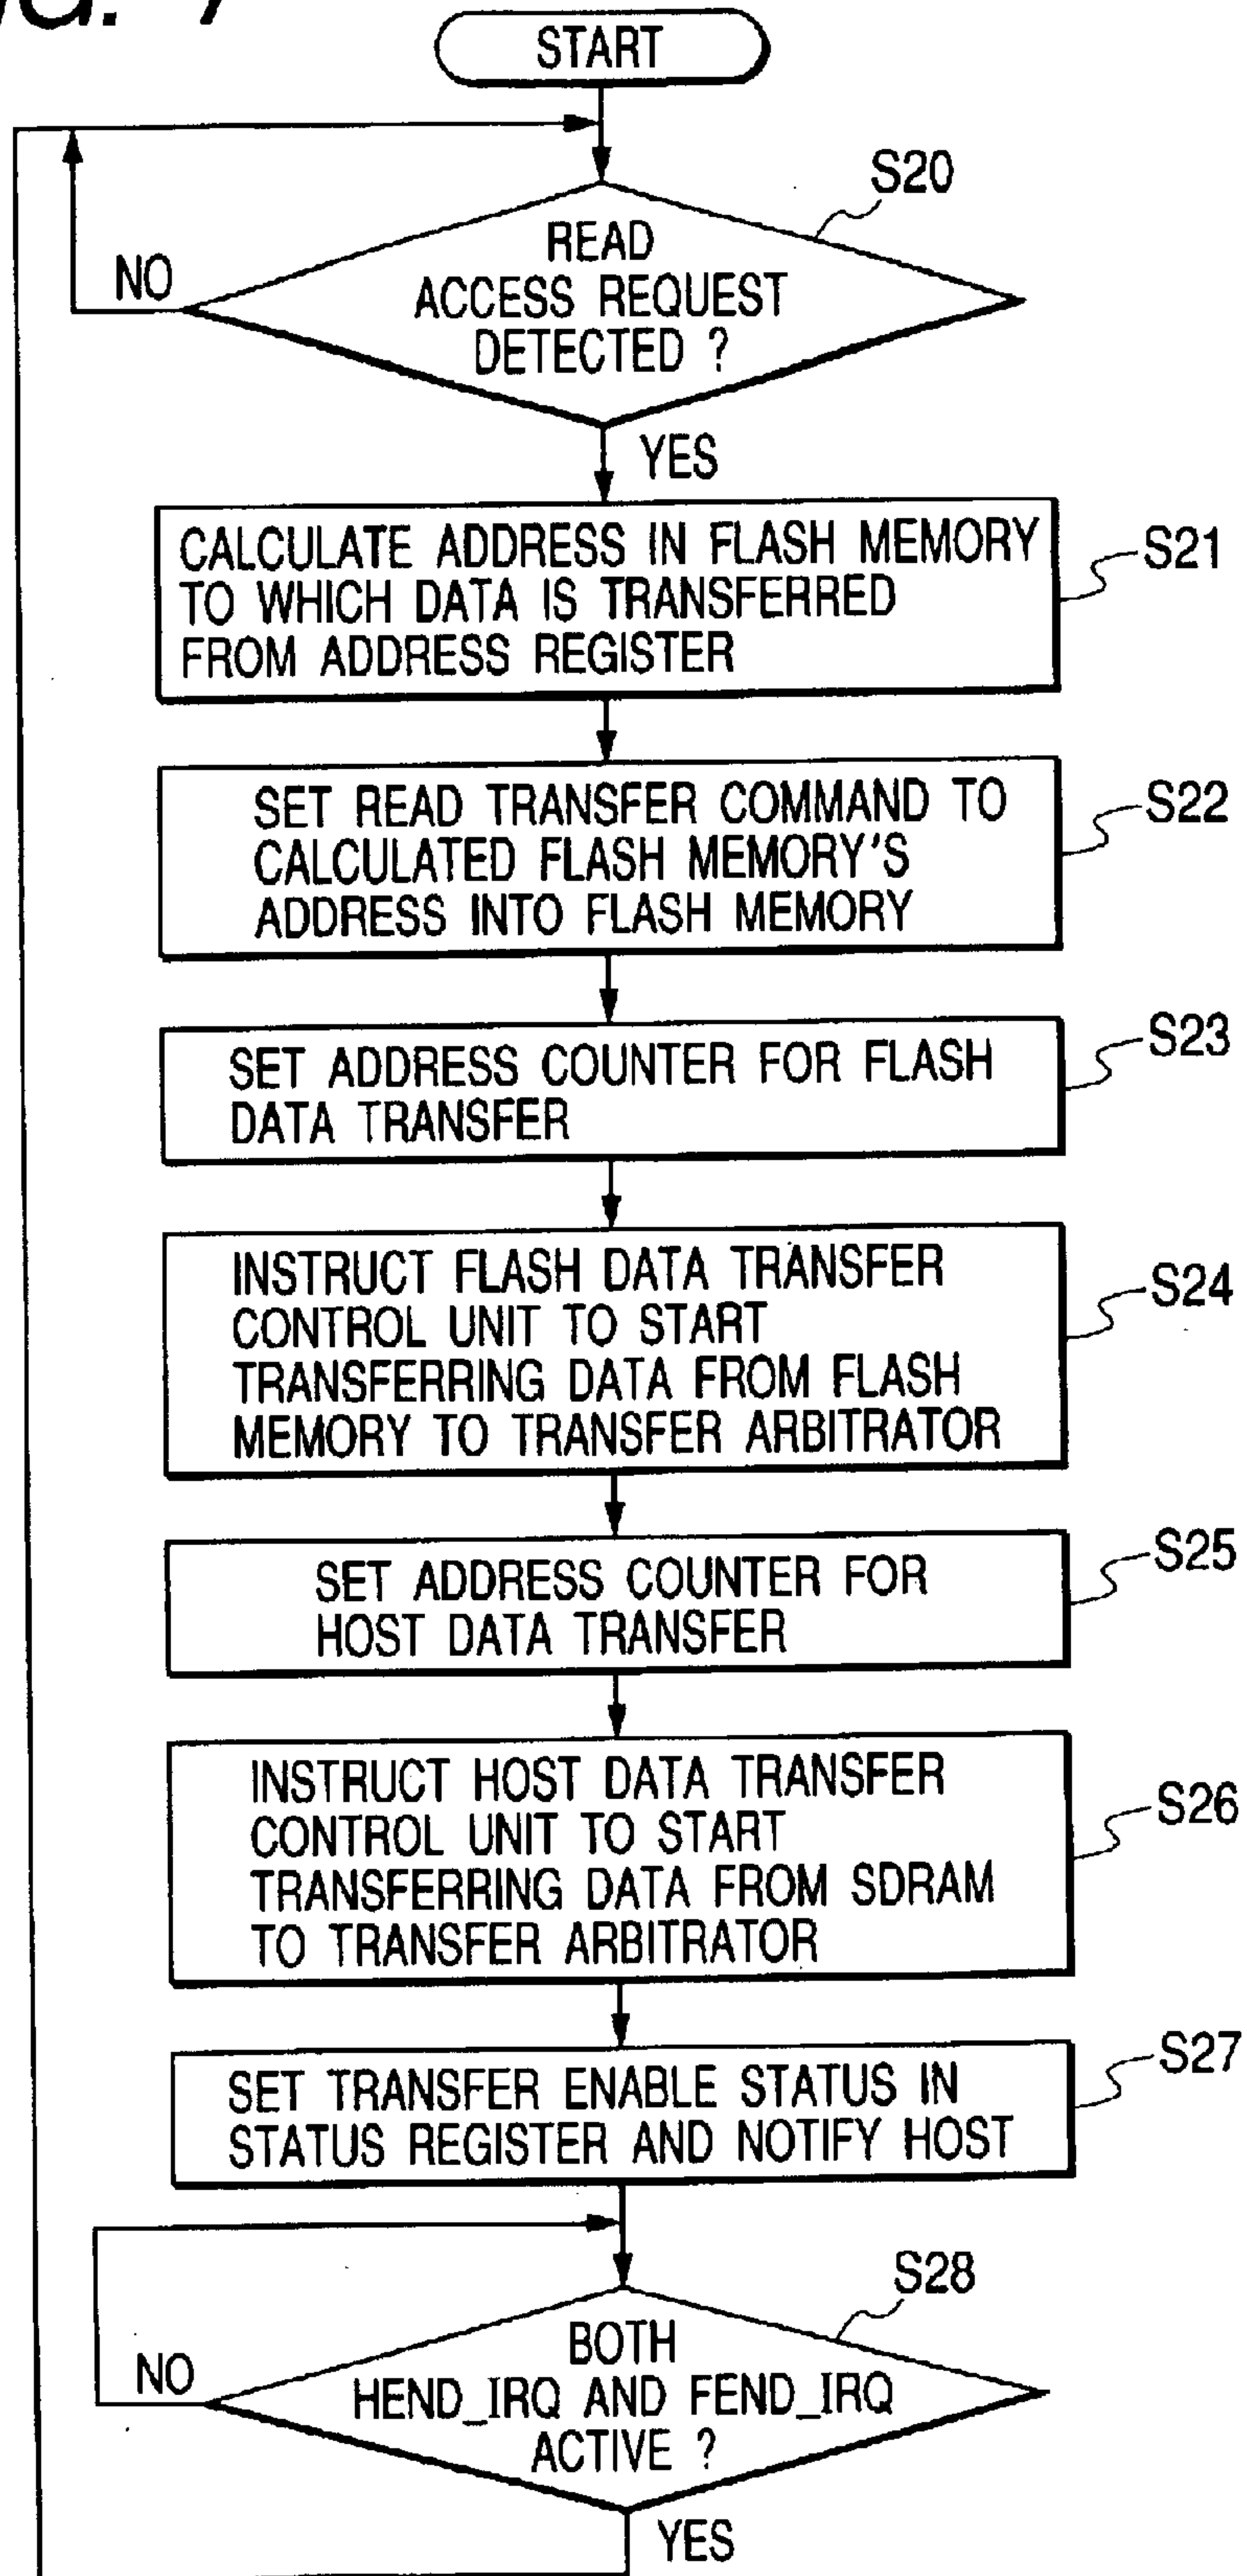 START
S20
READ
ACCESS REQUEST
DETECTED ?
NO
YES
CALCULATE ADDRESS IN FLASH MEMORY
TO WHICH DATA IS TRANSFERRED
FROM ADDRESS REGISTER
S21
SET READ TRANSFER COMMAND TO
CALCULATED FLASH MEMORY'S
ADDRESS INTO FLASH MEMORY
S22
SET ADDRESS COUNTER FOR FLASH
DATA TRANSFER
S23
INSTRUCT FLASH DATA TRANSFER
CONTROL UNIT TO START
TRANSFERRING DATA FROM FLASH
MEMORY TO TRANSFER ARBITRATOR
S24
SET ADDRESS COUNTER FOR
HOST DATA TRANSFER
S25
INSTRUCT HOST DATA TRANSFER
CONTROL UNIT TO START
TRANSFERRING DATA FROM SDRAM
TO TRANSFER ARBITRATOR
S26
SET TRANSFER ENABLE STATUS IN
STATUS REGISTER AND NOTIFY HOST
S27
S28
BOTH
HEND_IRQ AND FEND_IRQ
ACTIVE ?
NO
YES